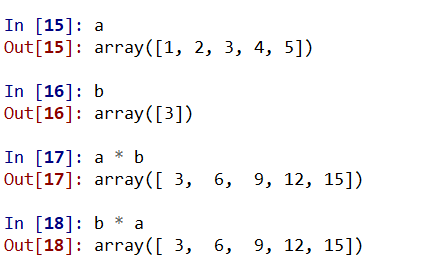 In [15]: a
Out[15]: array([1, 2, 3, 4, 5])
In [16]: b
Out[16]: array([3])
In [17]: a * b
Out[17]: array([ 3,  6,  9, 12, 15])
In [18]: b * a
Out[18]: array([ 3,  6,  9, 12, 15])